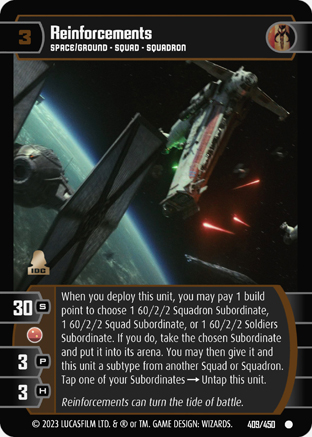 3
Reinforcements
SPACE/GROUND - SQUAD - SQUADRON
100
30 S
3 P
3 H
When you deploy this unit, you may pay 1 build
point to choose 1 60/2/2 Squadron Subordinate,
1 60/2/2 Squad Subordinate, or 1 60/2/2 Soldiers
Subordinate. If you do, take the chosen Subordinate
and put it into its arena. You may then give it and
this unit a subtype from another Squad or Squadron.
Tap one of your Subordinates → Untap this unit.
Reinforcements can turn the tide of battle.
© 2023 LUCASFILM LTD. & ® or TM. GAME DESIGN: WIZARDS. 409/450